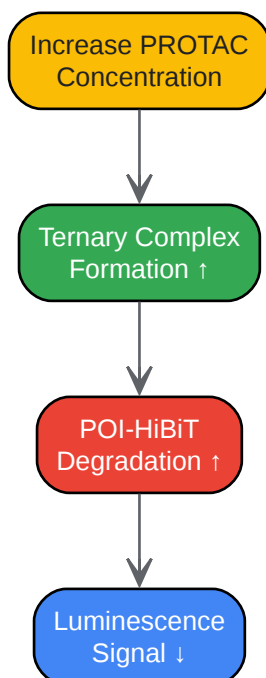 Increase PROTAC
Concentration
Ternary Complex
Formation ↑
POI-HiBiT
Degradation ↑
Luminescence
Signal ↓